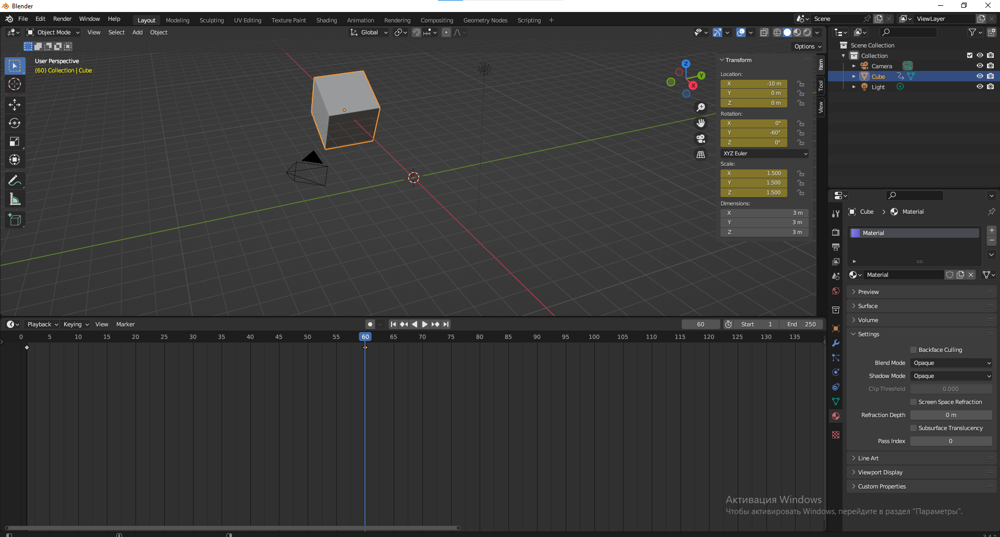 Blender
File Edit Render Window Help Layout Modeling Sculpting UV Editing Texture Paint Shading Animation Rendering Compositing Geometry Nodes Scripting + Scene ViewLayer
Object Mode View Select Add Object Global
Options
User Perspective
(60) Collection | Cube
Transform
Location:
X -10 m
Y 0 m
Z 0 m
Rotation:
X 0°
Y -60°
Z 0°
XYZ Euler
Scale:
X 1.500
Y 1.500
Z 1.500
Dimensions:
X 3 m
Y 3 m
Z 3 m
Item
Tool
View
Z
Y
X
Scene Collection
Collection
Camera
Cube
Light
Cube > Material
Material
Material
Preview
Surface
Volume
Settings
Backface Culling
Blend Mode Opaque
Shadow Mode Opaque
Clip Threshold 0.000
Screen Space Refraction
Refraction Depth 0 m
Subsurface Translucency
Pass Index 0
Line Art
Viewport Display
Custom Properties
Playback Keying View Marker 60 Start 1 End 250
0 5 10 15 20 25 30 35 40 45 50 55 60 65 70 75 80 85 90 95 100 105 110 115 120 125 130 135
Активация Windows
Чтобы активировать Windows, перейдите в раздел "Параметры".
3.4.1